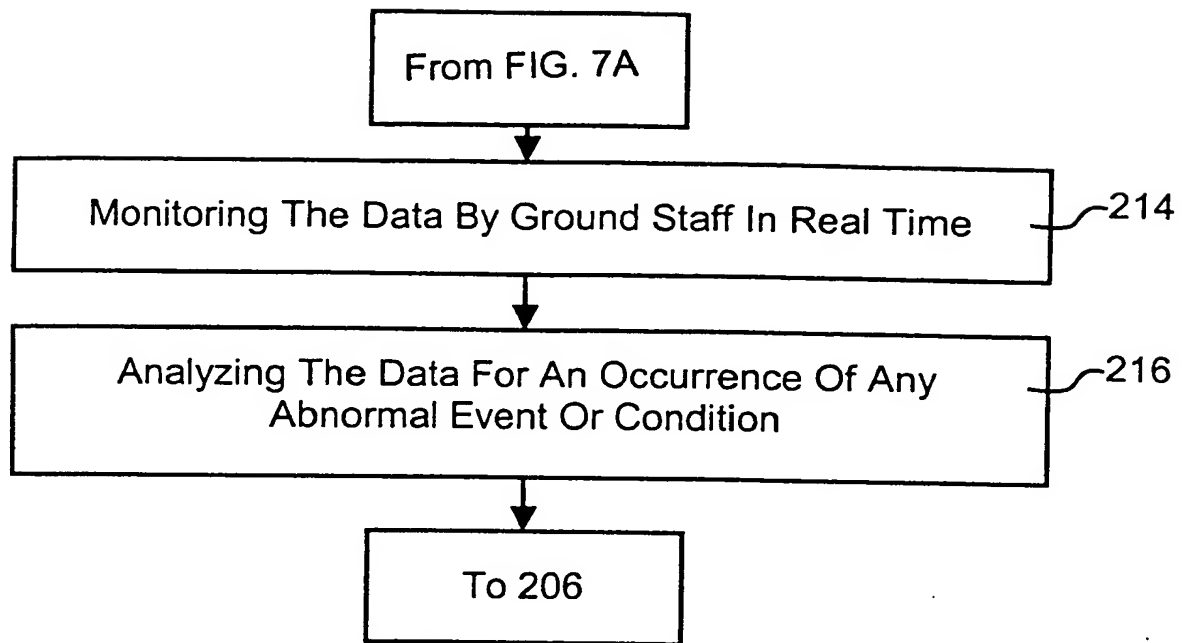 From FIG. 7A
Monitoring The Data By Ground Staff In Real Time
214
Analyzing The Data For An Occurrence Of Any
Abnormal Event Or Condition
216
To 206